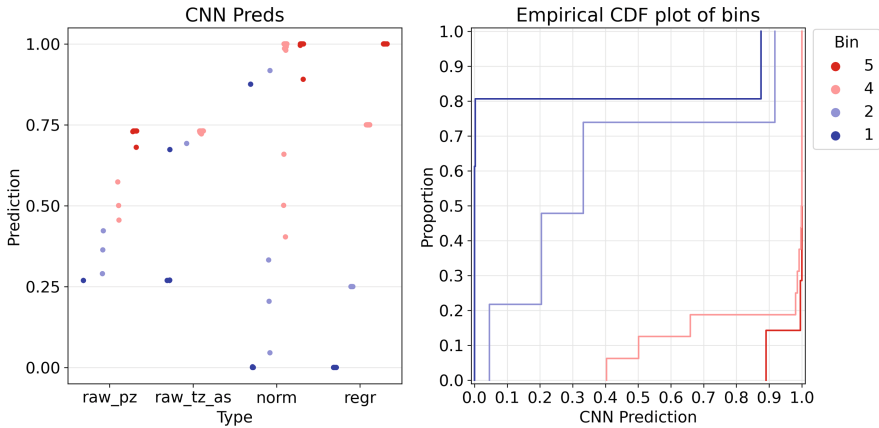 CNN Preds
1.00
0.75
0.50
0.25
0.00
Prediction
raw_pz
raw_tz_as
norm
regr
Type
Empirical CDF plot of bins
1.0
0.9
0.8
0.7
0.6
0.5
0.4
0.3
0.2
0.1
0.0
Proportion
0.0 0.1 0.2 0.3 0.4 0.5 0.6 0.7 0.8 0.9 1.0
CNN Prediction
Bin
5
4
2
1